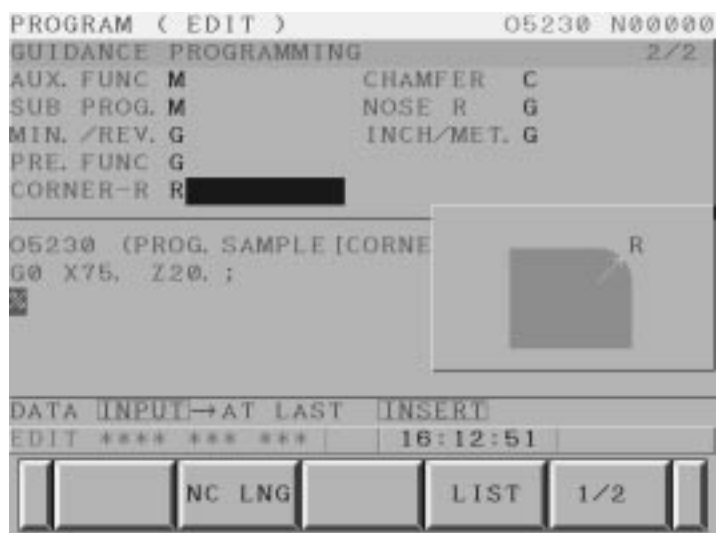 PROGRAM ( EDIT ) O5230 N00000
GUIDANCE PROGRAMMING 2/2
AUX. FUNC M CHAMFER C
SUB PROG. M NOSE R G
MIN. /REV. G INCH/MET. G
PRE. FUNC G
CORNER-R R
O5230 (PROG. SAMPLE [CORNE
R
G0 X75. Z20. ;
%
DATA INPUT→AT LAST INSERT
EDIT **** *** *** 16:12:51
NC LNG LIST 1/2